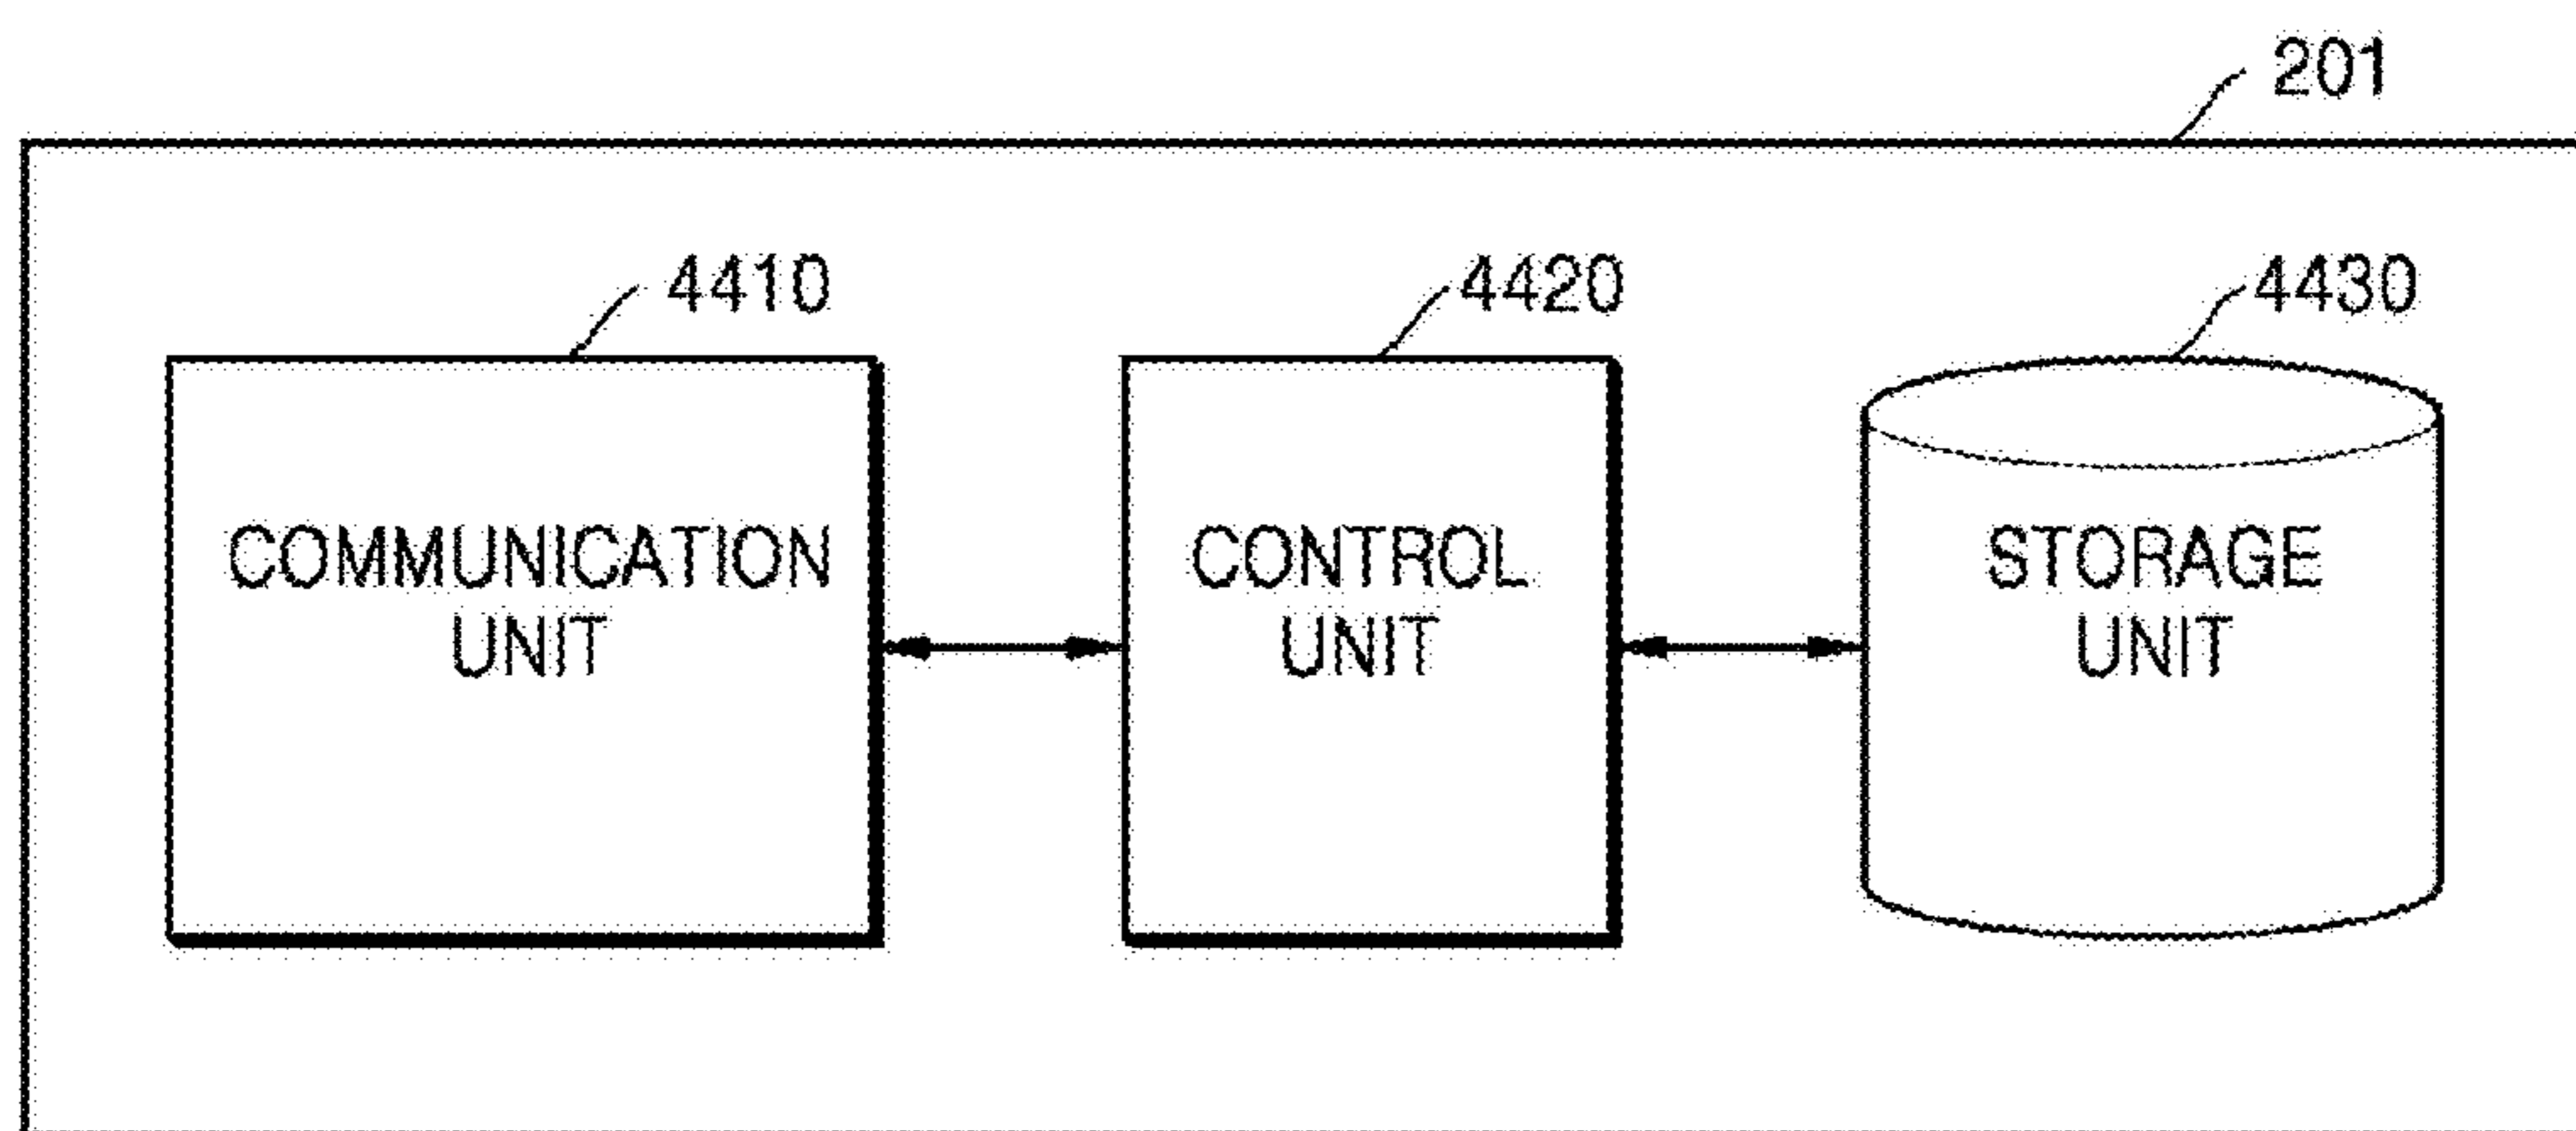 201
4410
4420
4430
COMMUNICATION
UNIT
CONTROL
UNIT
STORAGE
UNIT